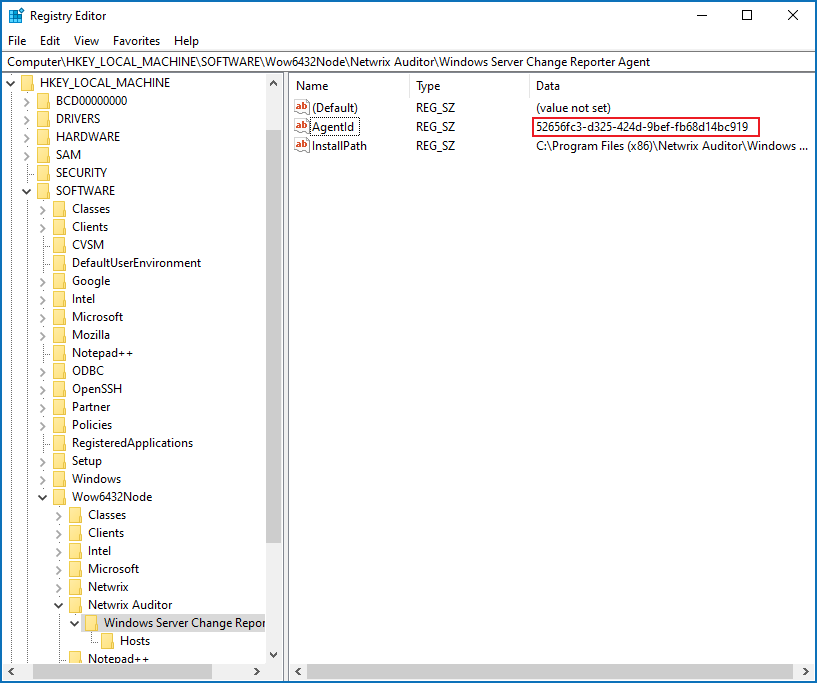 Registry Editor
File Edit View Favorites Help
Computer\HKEY_LOCAL_MACHINE\SOFTWARE\Wow6432Node\Netwrix Auditor\Windows Server Change Reporter Agent
HKEY_LOCAL_MACHINE
BCD00000000
DRIVERS
HARDWARE
SAM
SECURITY
SOFTWARE
Classes
Clients
CVSM
DefaultUserEnvironment
Google
Intel
Microsoft
Mozilla
Notepad++
ODBC
OpenSSH
Partner
Policies
RegisteredApplications
Setup
Windows
Wow6432Node
Classes
Clients
Intel
Microsoft
Netwrix
Netwrix Auditor
Windows Server Change Repor
Hosts
Notepad++
Name Type Data
ab (Default) REG_SZ (value not set)
ab AgentId REG_SZ 52656fc3-d325-424d-9bef-fb68d14bc919
ab InstallPath REG_SZ C:\Program Files (x86)\Netwrix Auditor\Windows ...